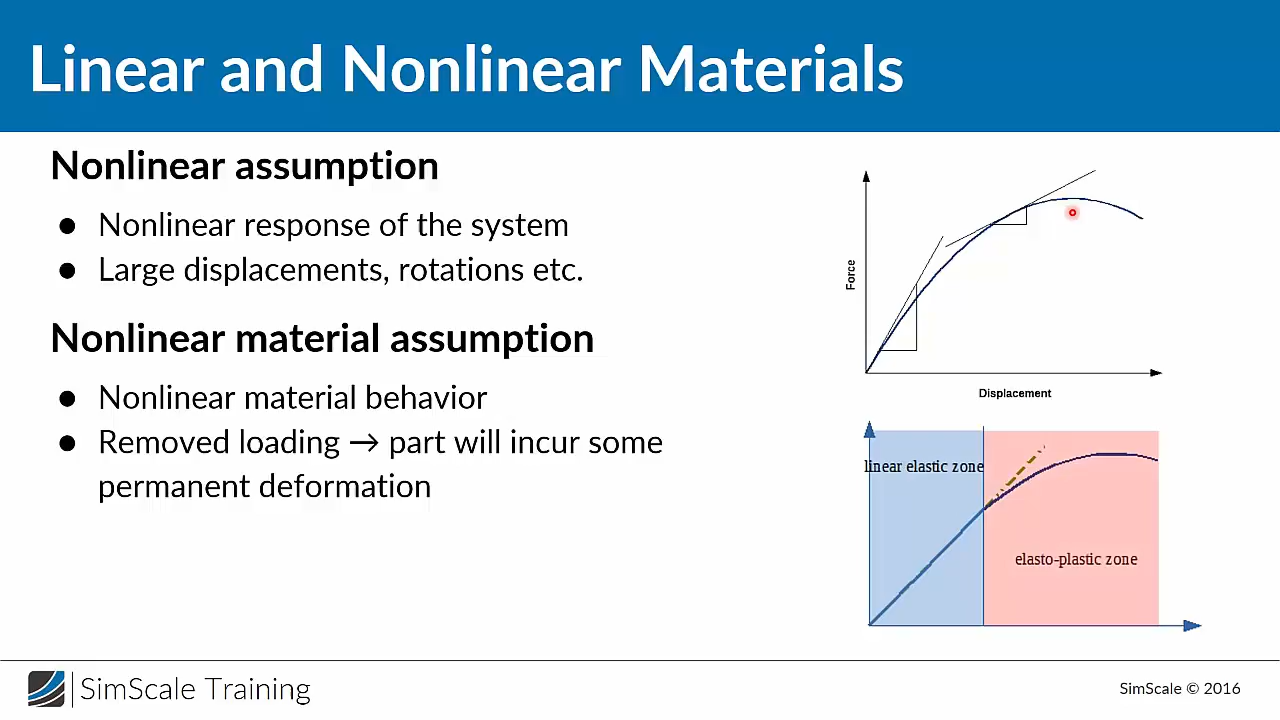 Linear and Nonlinear Materials
Nonlinear assumption
● Nonlinear response of the system
● Large displacements, rotations etc.
Nonlinear material assumption
● Nonlinear material behavior
● Removed loading → part will incur some
permanent deformation
Force
Displacement
linear elastic zone
elasto-plastic zone
SimScale Training
SimScale © 2016